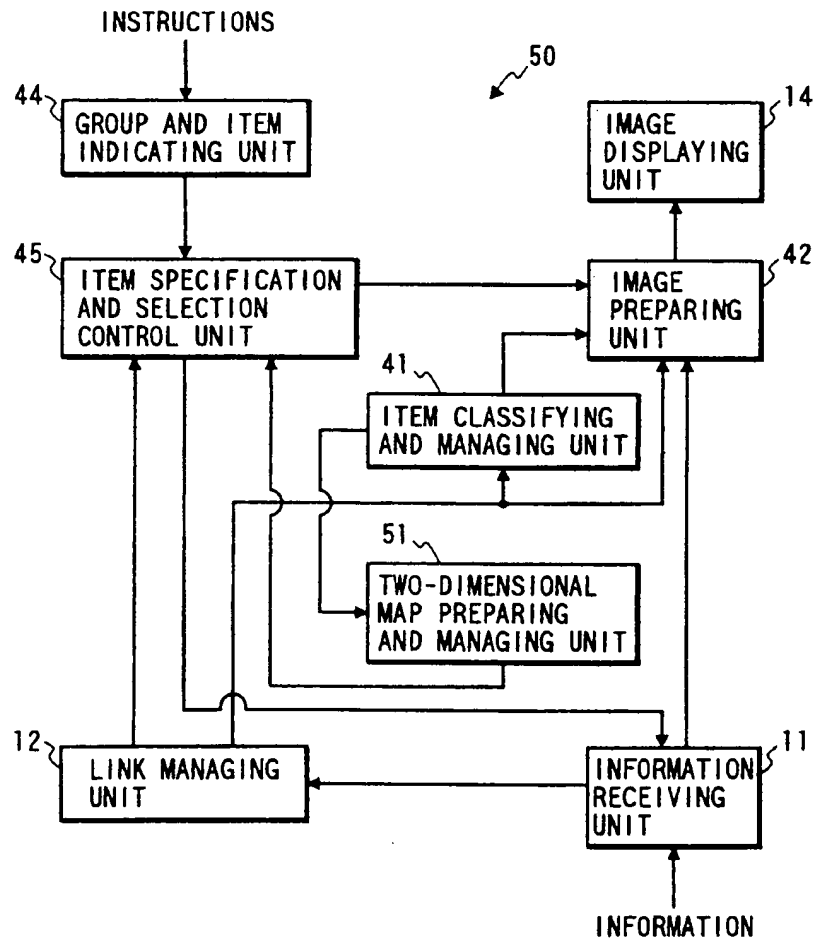 INSTRUCTIONS
50
44
GROUP AND ITEM
INDICATING UNIT
14
IMAGE
DISPLAYING
UNIT
45
ITEM SPECIFICATION
AND SELECTION
CONTROL UNIT
42
IMAGE
PREPARING
UNIT
41
ITEM CLASSIFYING
AND MANAGING UNIT
51
TWO-DIMENSIONAL
MAP PREPARING
AND MANAGING UNIT
12
LINK MANAGING
UNIT
11
INFORMATION
RECEIVING
UNIT
INFORMATION